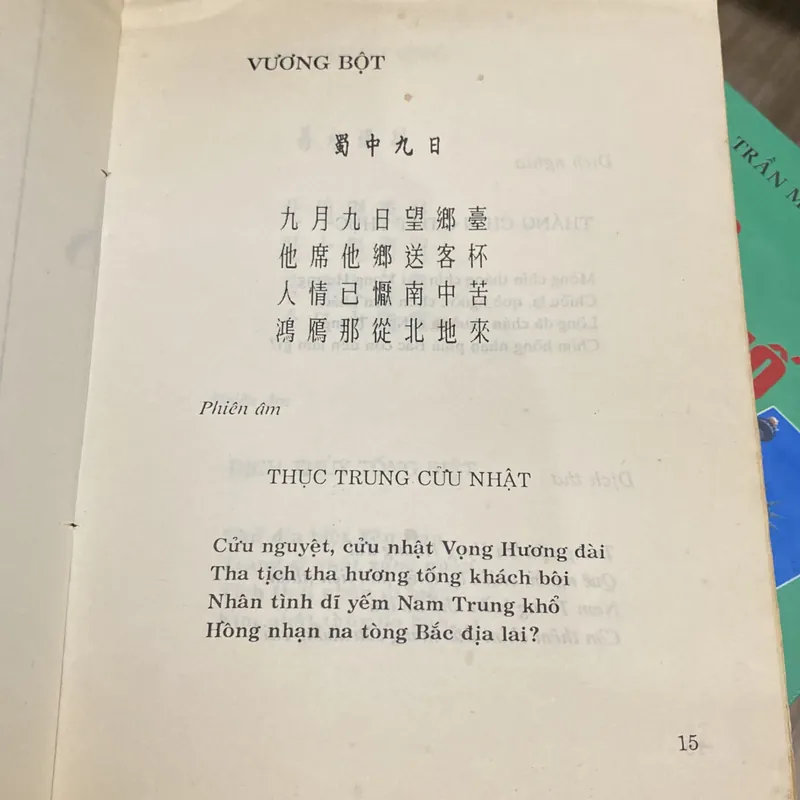 VƯƠNG BỘT
蜀中九日
九月九日望鄉臺
他席他鄉送客杯
人情已懨南中苦
鴻鴈那從北地來
Phiên âm
THỤC TRUNG CỬU NHẬT
Cửu nguyệt, cửu nhật Vọng Hương dài
Tha tịch tha hương tống khách bôi
Nhân tình dĩ yếm Nam Trung khổ
Hồng nhạn na tòng Bắc địa lai?
15
TRẦN M